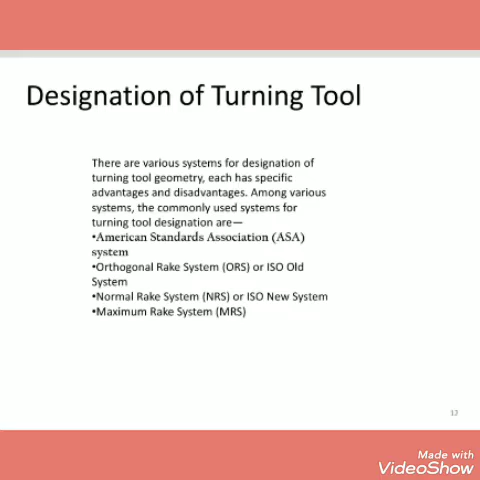 Designation of Turning Tool
There are various systems for designation of
turning tool geometry, each has specific
advantages and disadvantages. Among various
systems, the commonly used systems for
turning tool designation are—
•American Standards Association (ASA)
system
•Orthogonal Rake System (ORS) or ISO Old
System
•Normal Rake System (NRS) or ISO New System
•Maximum Rake System (MRS)
12
Made with
VideoShow